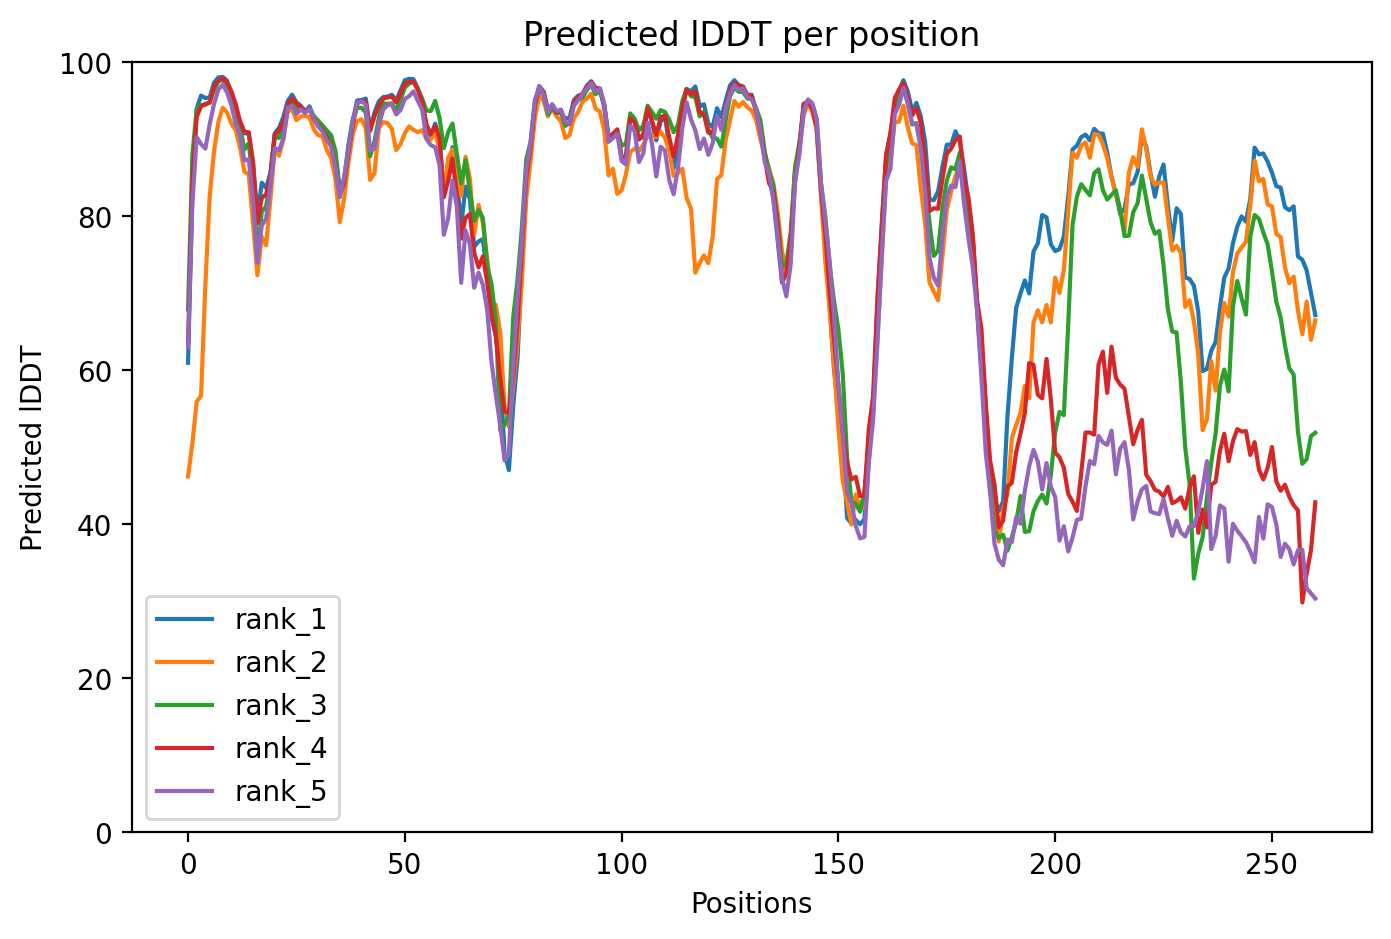 Predicted lDDT per position
100
80
60
40
20
0
Predicted lDDT
rank_1
rank_2
rank_3
rank_4
rank_5
0 50 100 150 200 250
Positions